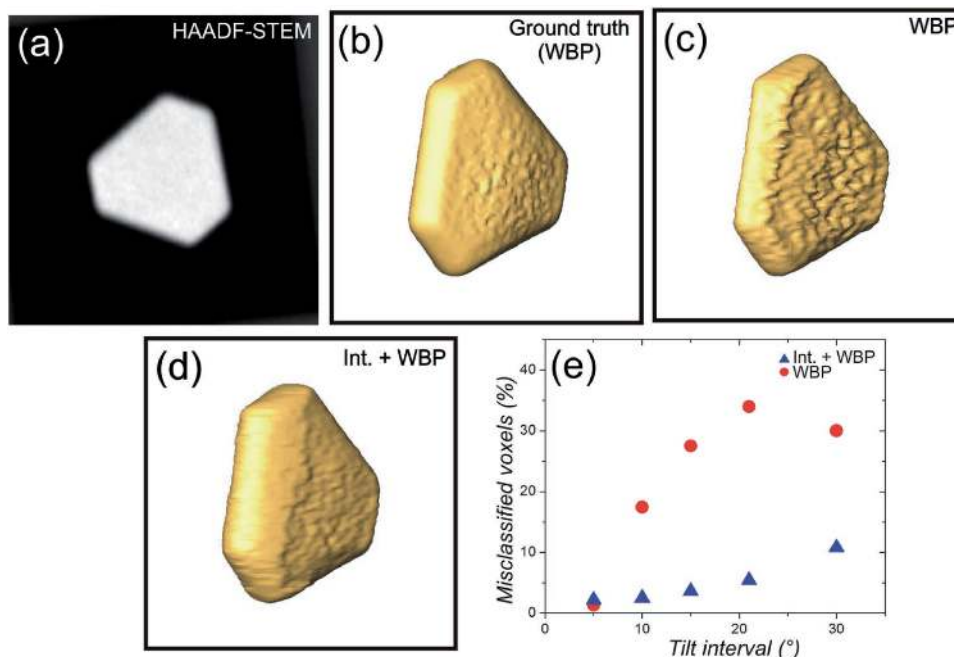 (a)
HAADF-STEM
(b)
Ground truth
(WBP)
(c)
WBP
(d)
Int. + WBP
(e)
Int. + WBP
WBP
Misclassified voxels (%)
40
30
20
10
0
0 10 20 30
Tilt interval (°)